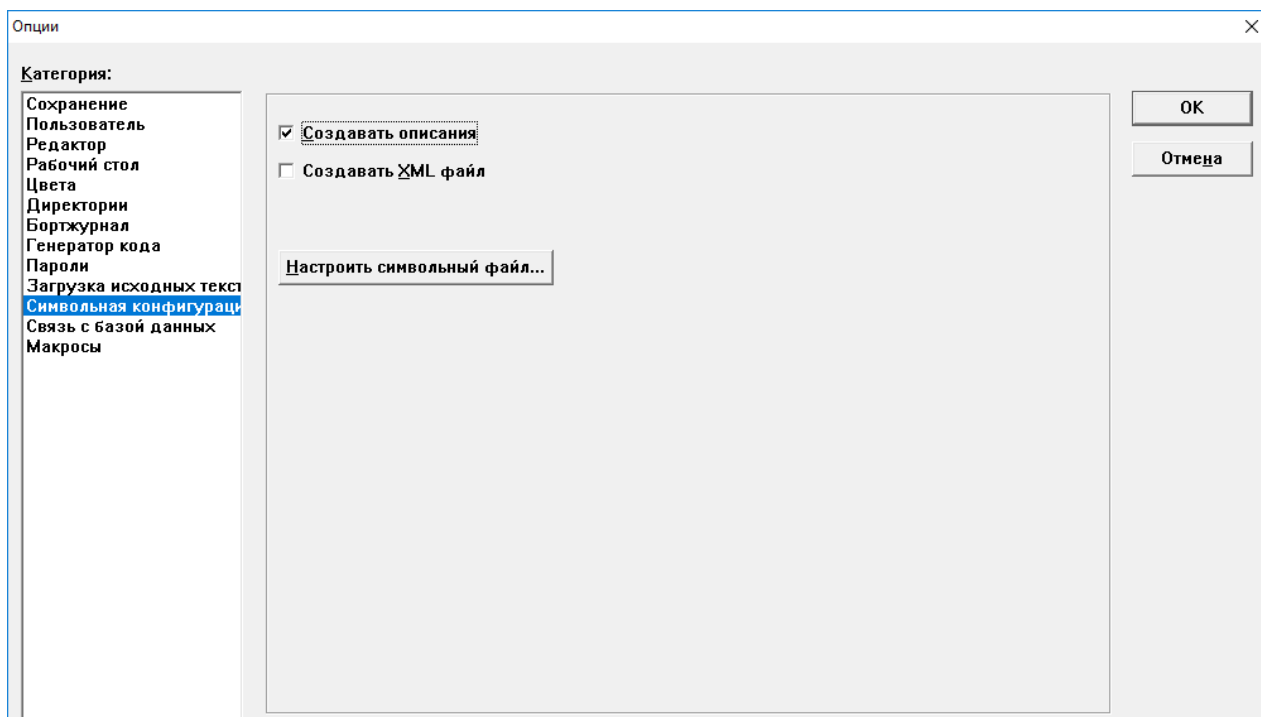 Опции
Категория:
Сохранение
Пользователь
Редактор
Рабочий стол
Цвета
Директории
Бортжурнал
Генератор кода
Пароли
Загрузка исходных текст
Символьная конфигураци
Связь с базой данных
Макросы
Создавать описания
Создавать XML файл
Настроить символьный файл...
OK
Отмена